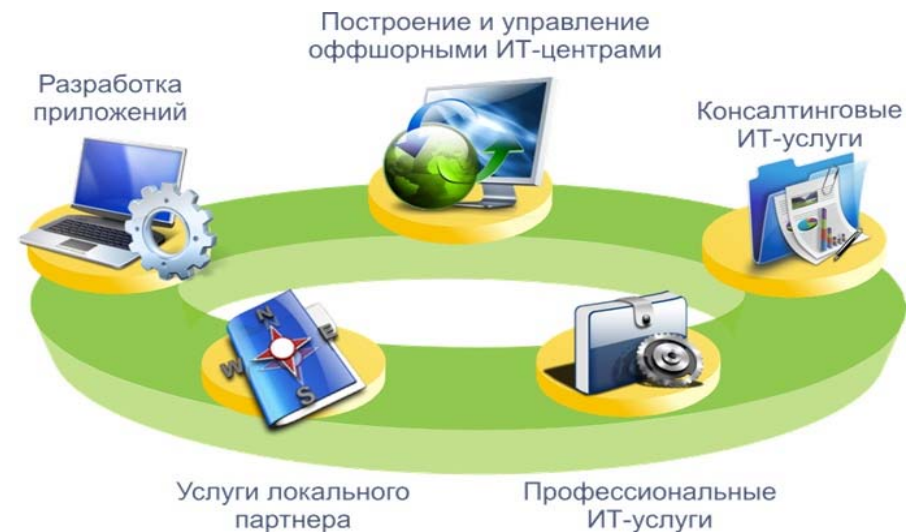 Построение и управление
оффшорными ИТ-центрами
Разработка
приложений
Консалтинговые
ИТ-услуги
N
E
W
S
Услуги локального
партнера
Профессиональные
ИТ-услуги